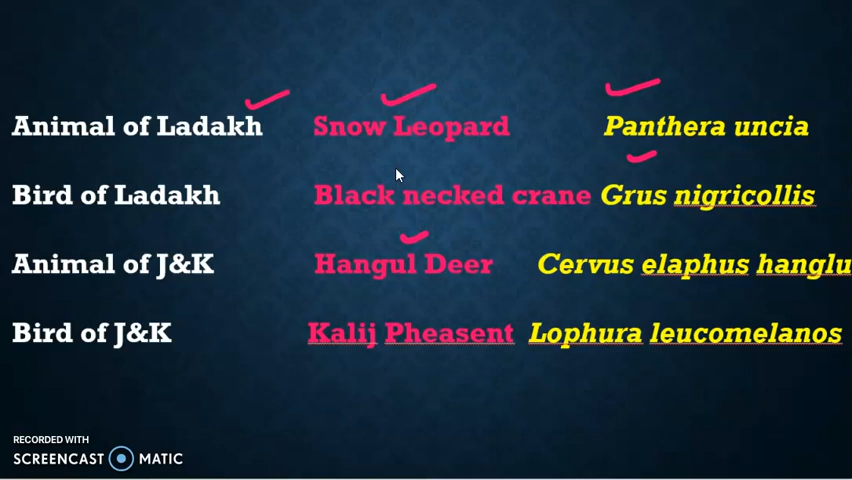 Animal of Ladakh Snow Leopard Panthera uncia
Bird of Ladakh Black necked crane Grus nigricollis
Animal of J&K Hangul Deer Cervus elaphus hanglu
Bird of J&K Kalij Pheasent Lophura leucomelanos
RECORDED WITH
SCREENCAST MATIC